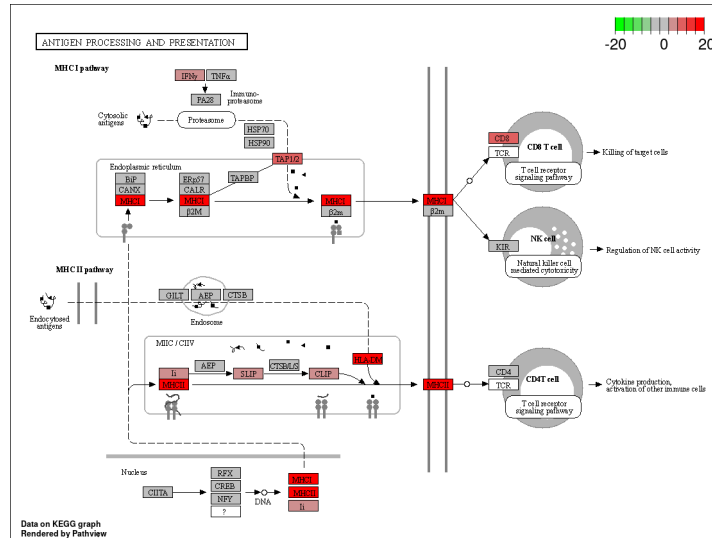 -20 0 20
ANTIGEN PROCESSING AND PRESENTATION
MHC I pathway
IFNγ TNFα
PA28
Immuno-
proteasome
Cytosolic
antigens
Proteasome
HSP70
HSP90
TAP1/2
Endoplasmic reticulum
BiP
CANX
MHCI
ERp57
CALR
MHCI
β2M
TAPBP
MHCI
β2m
MHCI
β2m
CD8
TCR
CD8 T cell
T cell receptor
signaling pathway
Killing of target cells
KIR
NK cell
Natural killer cell
mediated cytotoxicity
Regulation of NK cell activity
MHC II pathway
Endocytosed
antigens
GILT AEP CTSB
Endosome
MIIC / CIIV
Ii
MHCII
AEP
SLIP
CTSB/L/S
CLIP
HLA-DM
MHCII
CD4
TCR
CD4T cell
T cell receptor
signaling pathway
Cytokine production,
activation of other immune cells
Nucleus
CIITA
RFX
CREB
NFY
?
DNA
MHCI
MHCII
Ii
Data on KEGG graph
Rendered by Pathview